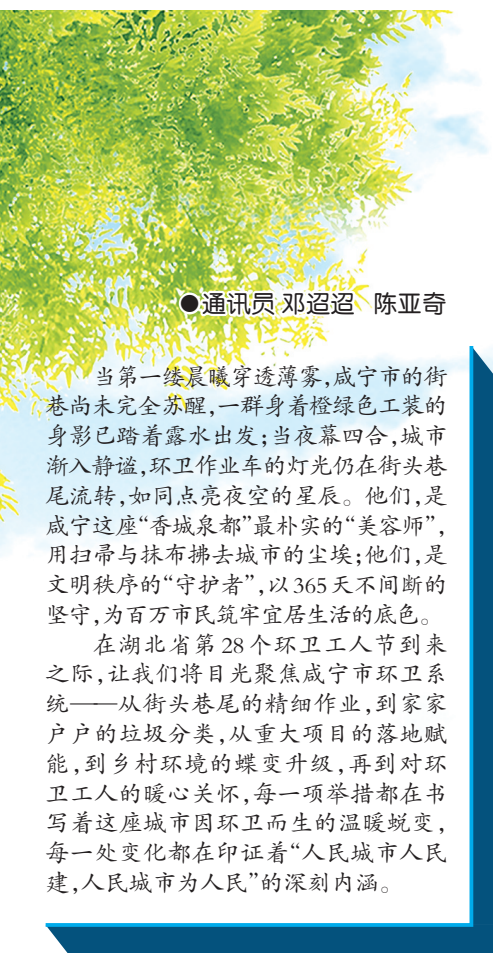 ●通讯员 邓迢迢 陈亚奇
当第一缕晨曦穿透薄雾,咸宁市的街
巷尚未完全苏醒,一群身着橙绿色工装的
身影已踏着露水出发;当夜幕四合,城市
渐入静谧,环卫作业车的灯光仍在街头巷
尾流转,如同点亮夜空的星辰。他们,是
咸宁这座“香城泉都”最朴实的“美容师”,
用扫帚与抹布拂去城市的尘埃;他们,是
文明秩序的“守护者”,以365天不间断的
坚守,为百万市民筑牢宜居生活的底色。
在湖北省第28个环卫工人节到来
之际,让我们将目光聚焦咸宁市环卫系
统——从街头巷尾的精细作业,到家家
户户的垃圾分类,从重大项目的落地赋
能,到乡村环境的蝶变升级,再到对环
卫工人的暖心关怀,每一项举措都在书
写着这座城市因环卫而生的温暖蜕变,
每一处变化都在印证着“人民城市人民
建,人民城市为人民”的深刻内涵。